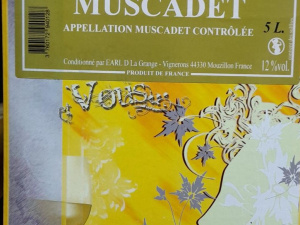 MUSCADET
APPELLATION MUSCADET CONTRÔLÉE
5 L.
Conditionné par EARL D La Grange - Vignerons 44330 Mouzillon France
12 %vol.
PRODUIT DE FRANCE
Vous...